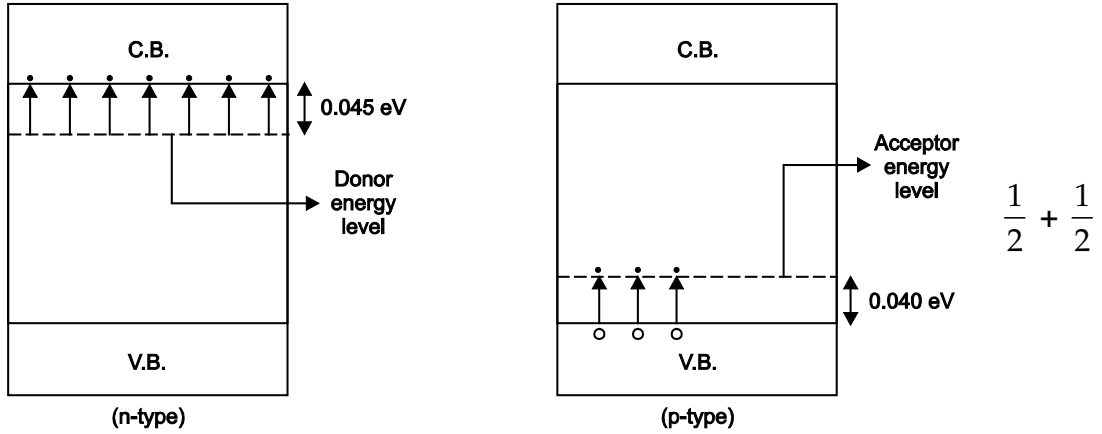 C.B.
0.045 eV
Donor
energy
level
V.B.
(n-type)
C.B.
Acceptor
energy
level
0.040 eV
V.B.
(p-type)
1/2 + 1/2